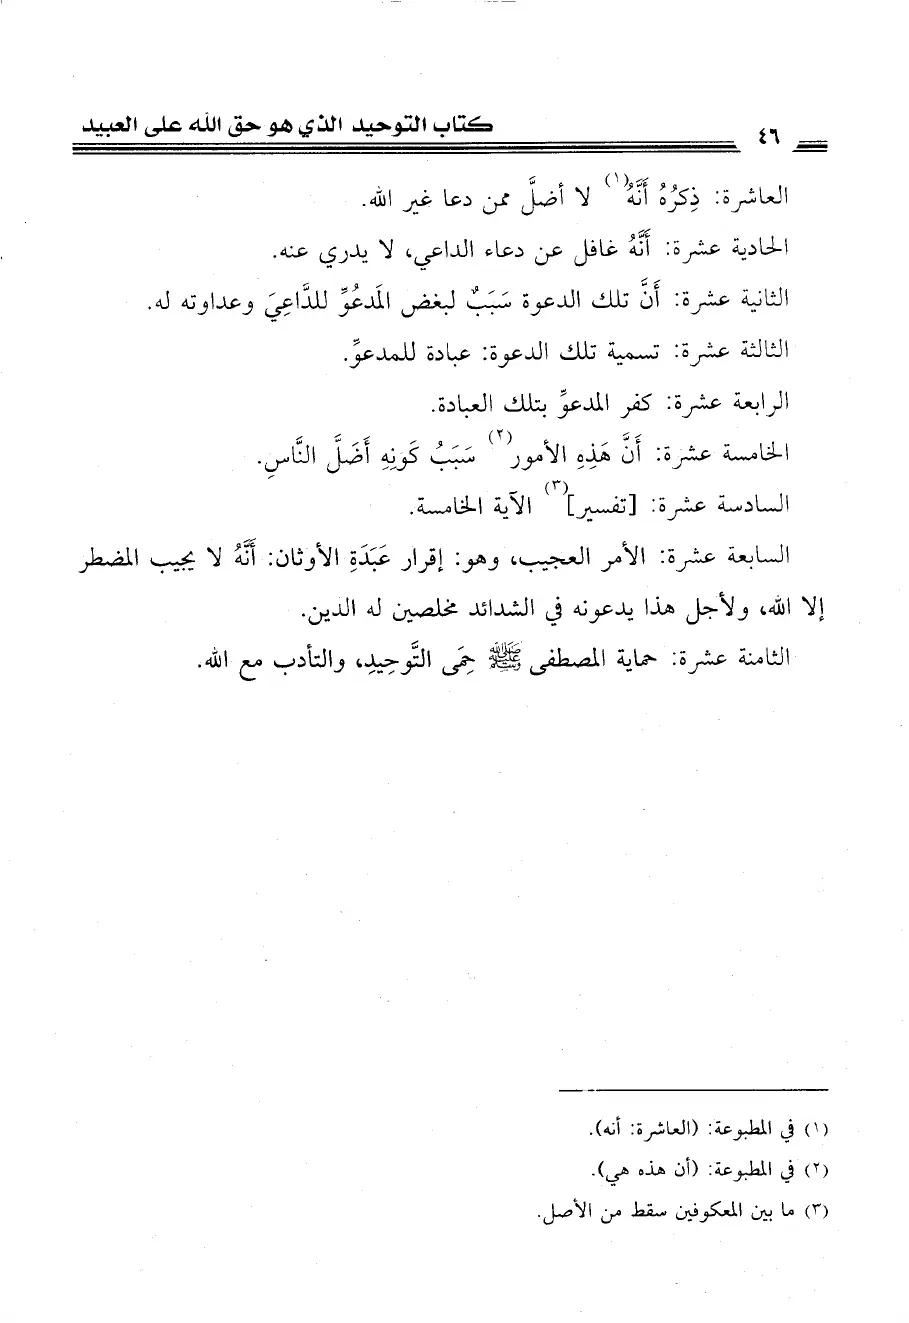 ٤٦ كتاب التوحيد الذي هو حق الله على العبيد
العاشرة: ذِكرُهُ أَنَّهُ(١) لا أضلَّ ممن دعا غير الله.
الحادية عشرة: أَنَّهُ غافل عن دعاء الداعي، لا يدري عنه.
الثانية عشرة: أَنَّ تلك الدعوة سَبَبٌ لبغض المَدعُوِّ للدَّاعِيَ وعداوته له.
الثالثة عشرة: تسمية تلك الدعوة: عبادة للمدعوِّ.
الرابعة عشرة: كفر المدعوِّ بتلك العبادة.
الخامسة عشرة: أَنَّ هَذِهِ الأمور(٢) سَبَبُ كَونِهِ أَضَلَّ النَّاسِ.
السادسة عشرة: [تفسير](٣) الآية الخامسة.
السابعة عشرة: الأمر العجيب، وهو: إقرار عَبَدَةِ الأوثان: أَنَّهُ لا يجيب المضطر
إلا الله، ولأجل هذا يدعونه في الشدائد مخلصين له الدين.
الثامنة عشرة: حماية المصطفى ﷺ حِمَى التَّوحِيدِ، والتأدب مع الله.
(١) في المطبوعة: (العاشرة: أنه).
(٢) في المطبوعة: (أن هذه هي).
(٣) ما بين المعكوفين سقط من الأصل.